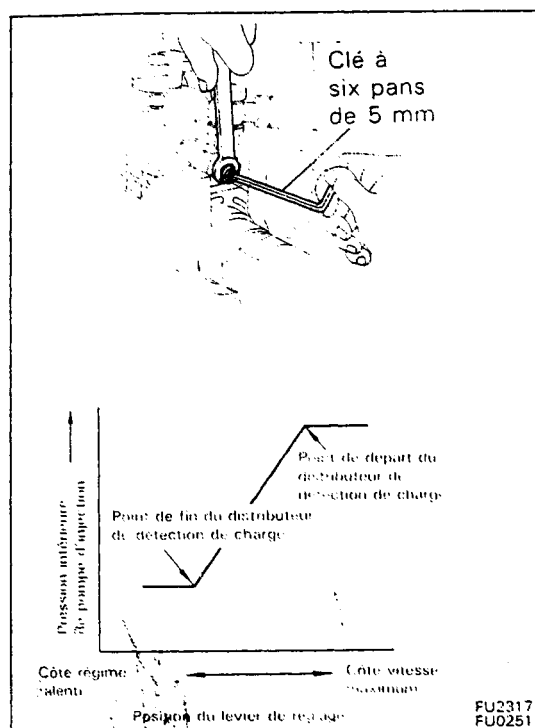 Clé à
six pans
de 5 mm
Point de départ du
distributeur de
détection de charge
Point de fin du distributeur
de détection de charge
Pression intérieure
de pompe d'injection
Côté régime
ralenti
Côté vitesse
maximum
Position du levier de réglage
FU2317
FU0251